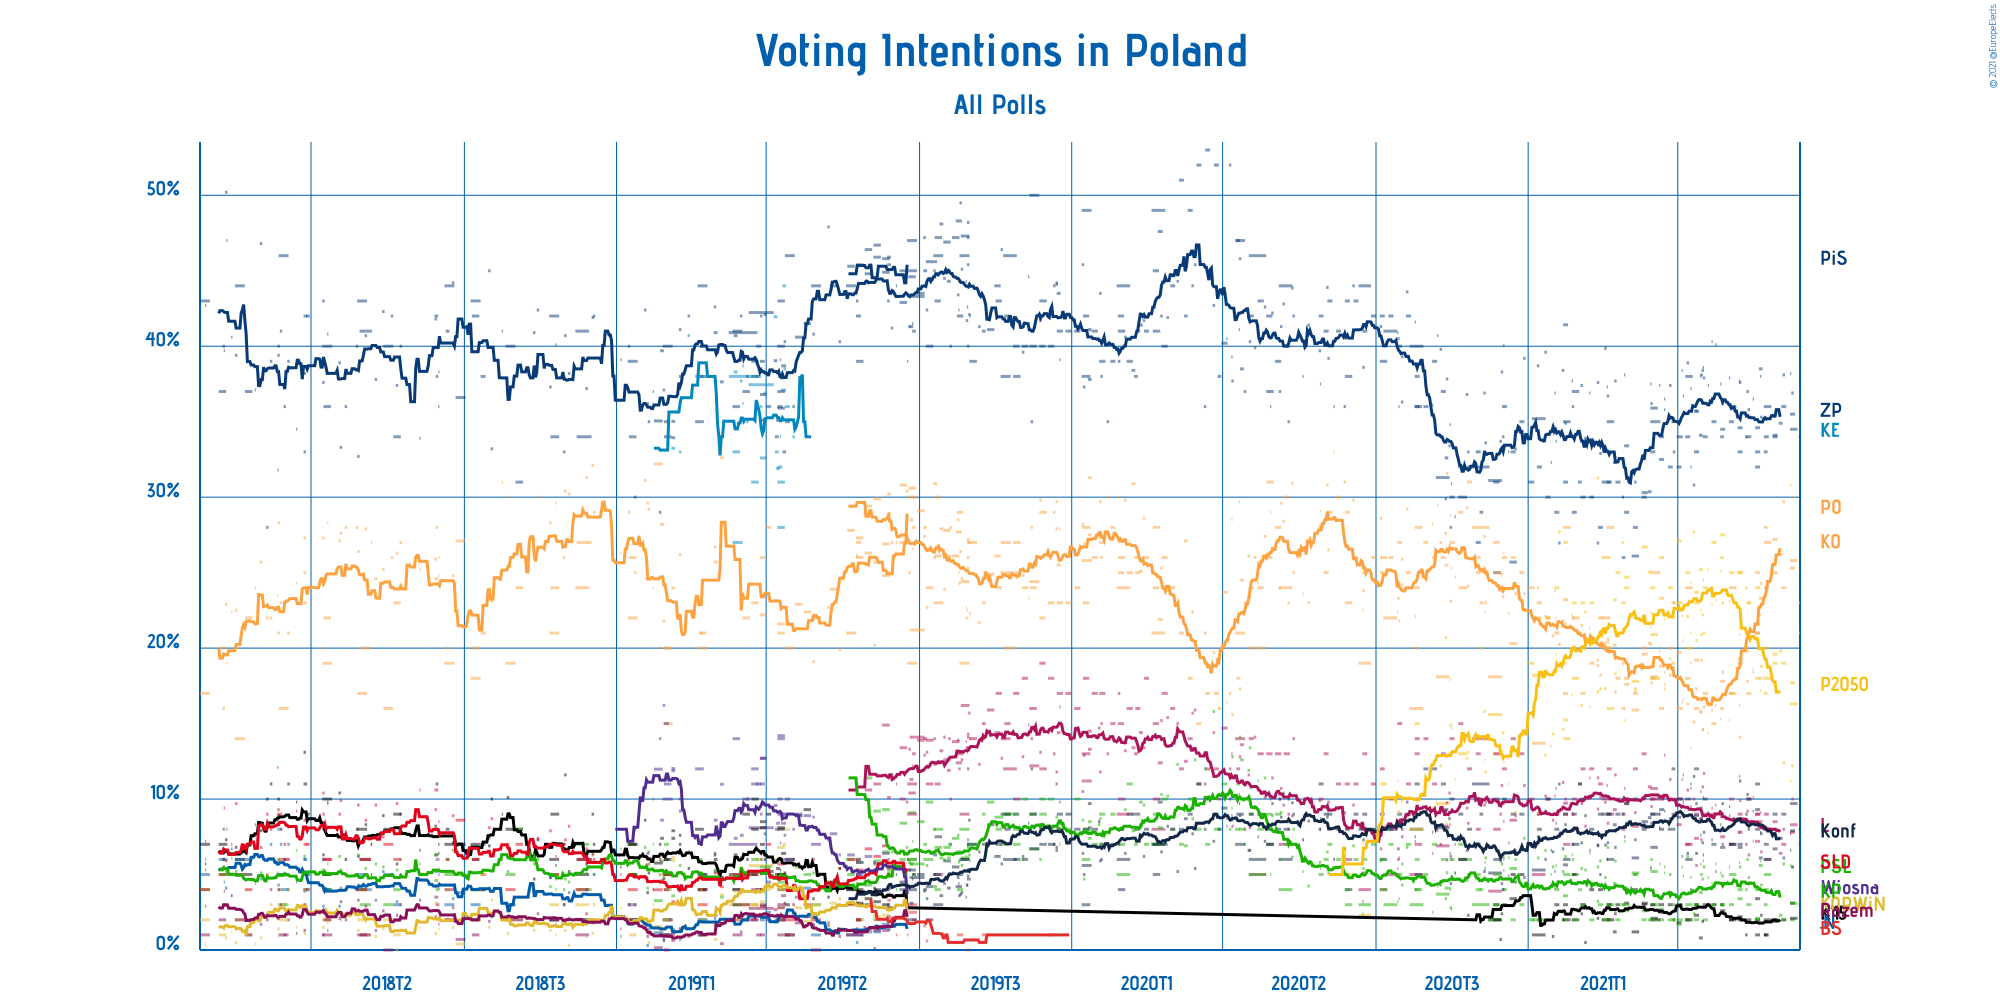 © 2021 @EuropeElects
Voting Intentions in Poland
All Polls
50%
40%
30%
20%
10%
0%
PiS
ZP
KE
PO
KO
P2050
L
Konf
SLD
PSL
Wiosna
KORWiN
Razem
BS
2018T2
2018T3
2019T1
2019T2
2019T3
2020T1
2020T2
2020T3
2021T1